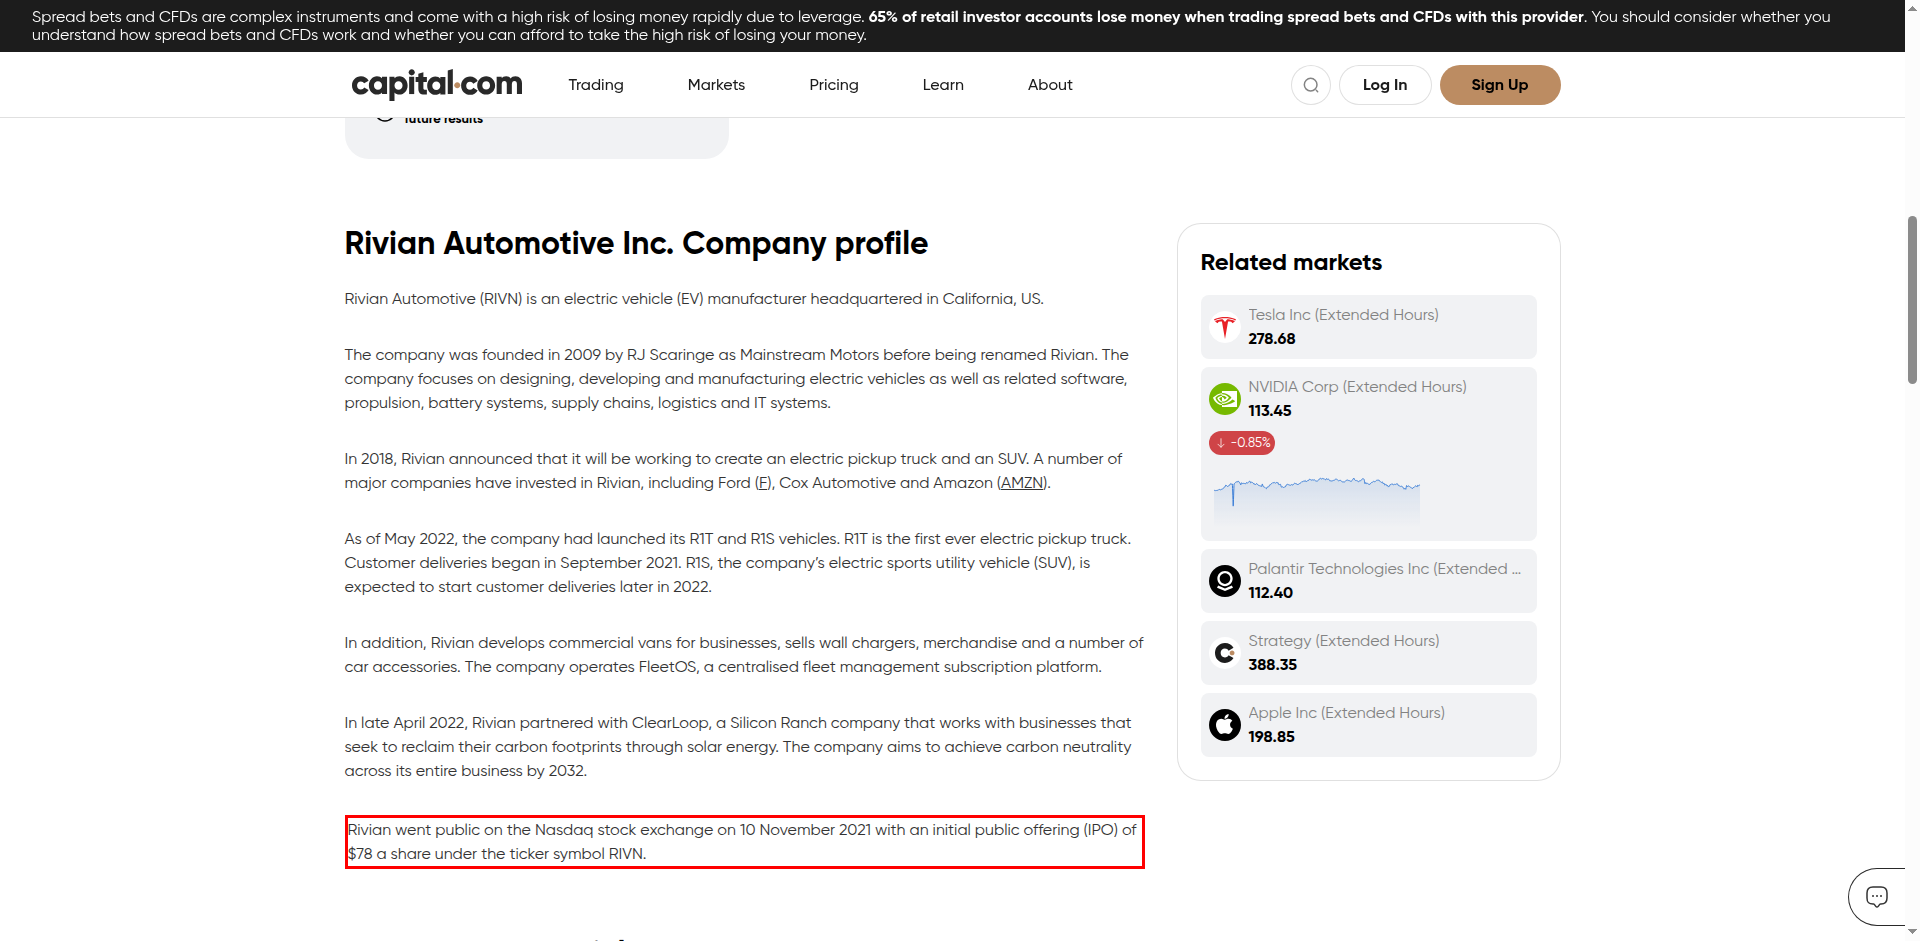 Spread bets and CFDs are complex instruments and come with a high risk of losing money rapidly due to leverage. 65% of retail investor accounts lose money when trading spread bets and CFDs with this provider. You should consider whether you
understand how spread bets and CFDs work and whether you can afford to take the high risk of losing your money.
capital.com
Trading
Markets
Pricing
Learn
About
Log In
Sign Up
future results
Rivian Automotive Inc. Company profile
Rivian Automotive (RIVN) is an electric vehicle (EV) manufacturer headquartered in California, US.
The company was founded in 2009 by RJ Scaringe as Mainstream Motors before being renamed Rivian. The
company focuses on designing, developing and manufacturing electric vehicles as well as related software,
propulsion, battery systems, supply chains, logistics and IT systems.
In 2018, Rivian announced that it will be working to create an electric pickup truck and an SUV. A number of
major companies have invested in Rivian, including Ford (F), Cox Automotive and Amazon (AMZN).
As of May 2022, the company had launched its R1T and R1S vehicles. R1T is the first ever electric pickup truck.
Customer deliveries began in September 2021. R1S, the company’s electric sports utility vehicle (SUV), is
expected to start customer deliveries later in 2022.
In addition, Rivian develops commercial vans for businesses, sells wall chargers, merchandise and a number of
car accessories. The company operates FleetOS, a centralised fleet management subscription platform.
In late April 2022, Rivian partnered with ClearLoop, a Silicon Ranch company that works with businesses that
seek to reclaim their carbon footprints through solar energy. The company aims to achieve carbon neutrality
across its entire business by 2032.
Rivian went public on the Nasdaq stock exchange on 10 November 2021 with an initial public offering (IPO) of
$78 a share under the ticker symbol RIVN.
Related markets
Tesla Inc (Extended Hours)
278.68
NVIDIA Corp (Extended Hours)
113.45
↓ -0.85%
Palantir Technologies Inc (Extended ...
112.40
Strategy (Extended Hours)
388.35
Apple Inc (Extended Hours)
198.85